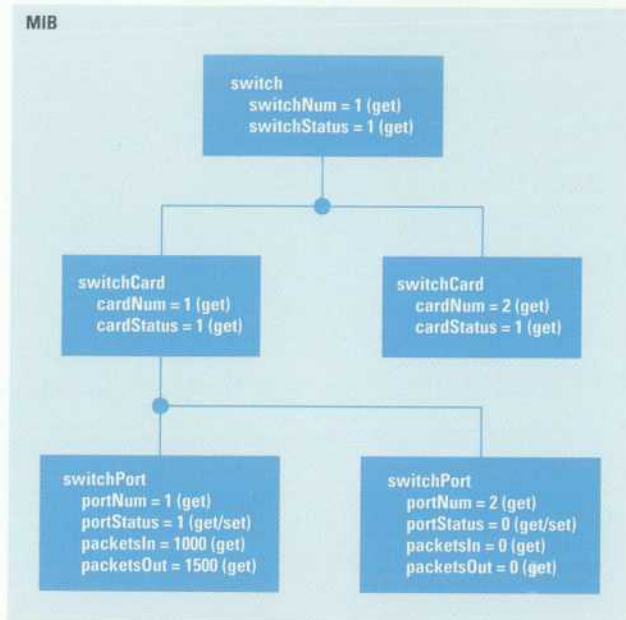 MIB
switch
switchNum = 1 (get)
switchStatus = 1 (get)
switchCard
cardNum = 1 (get)
cardStatus = 1 (get)
switchCard
cardNum = 2 (get)
cardStatus = 1 (get)
switchPort
portNum = 1 (get)
portStatus = 1 (get/set)
packetsIn = 1000 (get)
packetsOut = 1500 (get)
switchPort
portNum = 2 (get)
portStatus = 0 (get/set)
packetsIn = 0 (get)
packetsOut = 0 (get)